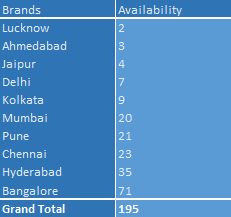 Brands Availability
Lucknow 2
Ahmedabad 3
Jaipur 4
Delhi 7
Kolkata 9
Mumbai 20
Pune 21
Chennai 23
Hyderabad 35
Bangalore 71
Grand Total 195